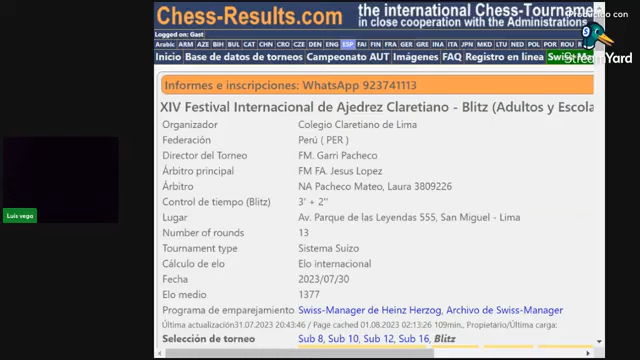 Chess-Results.com
the international Chess-Tournam
in close cooperation with the Administrations
Logged on: Gast
Arabic ARM AZE BIH BUL CAT CHN CRO CZE DEN ENG ESP FAI FIN FRA GER GRE INA ITA JPN MKD LTU NED POL POR ROU
StreamYard
Inicio Base de datos de torneos Campeonato AUT Imágenes FAQ Registro en línea
Informes e inscripciones: WhatsApp 923741113
XIV Festival Internacional de Ajedrez Claretiano - Blitz (Adultos y Escola
Organizador Colegio Claretiano de Lima
Federación Perú ( PER )
Director del Torneo FM. Garri Pacheco
Árbitro principal FM FA. Jesus Lopez
Árbitro NA Pacheco Mateo, Laura 3809226
Control de tiempo (Blitz) 3' + 2''
Luis vega
Lugar Av. Parque de las Leyendas 555, San Miguel - Lima
Number of rounds 13
Tournament type Sistema Suizo
Cálculo de elo Elo internacional
Fecha 2023/07/30
Elo medio 1377
Programa de emparejamiento Swiss-Manager de Heinz Herzog, Archivo de Swiss-Manager
Última actualización31.07.2023 20:43:46 / Page cached 01.08.2023 02:13:26 109min., Propietario/Última carga:
Selección de torneo Sub 8, Sub 10, Sub 12, Sub 16, Blitz